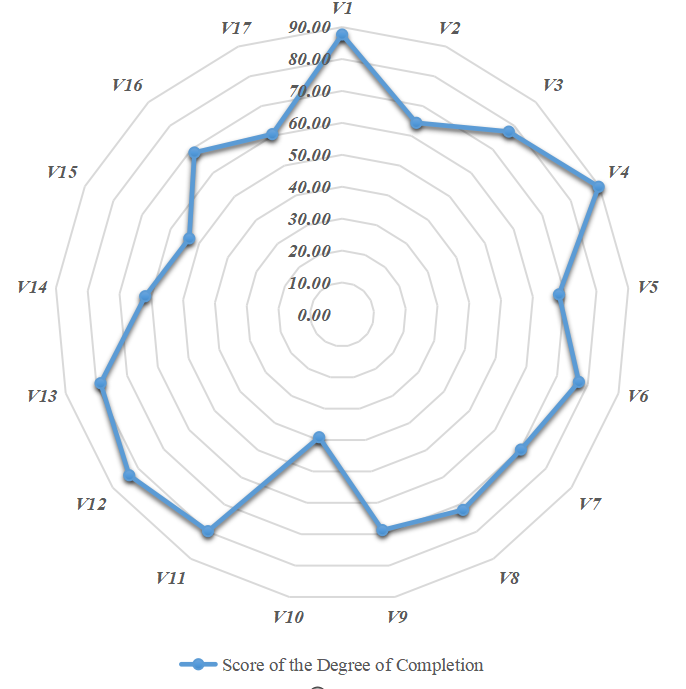 V1
90.00
V17
V2
80.00
V16
V3
70.00
60.00
50.00
V15
V4
40.00
30.00
20.00
V14
V5
10.00
0.00
V13
V6
V12
V7
V11
V8
V10
V9
Score of the Degree of Completion